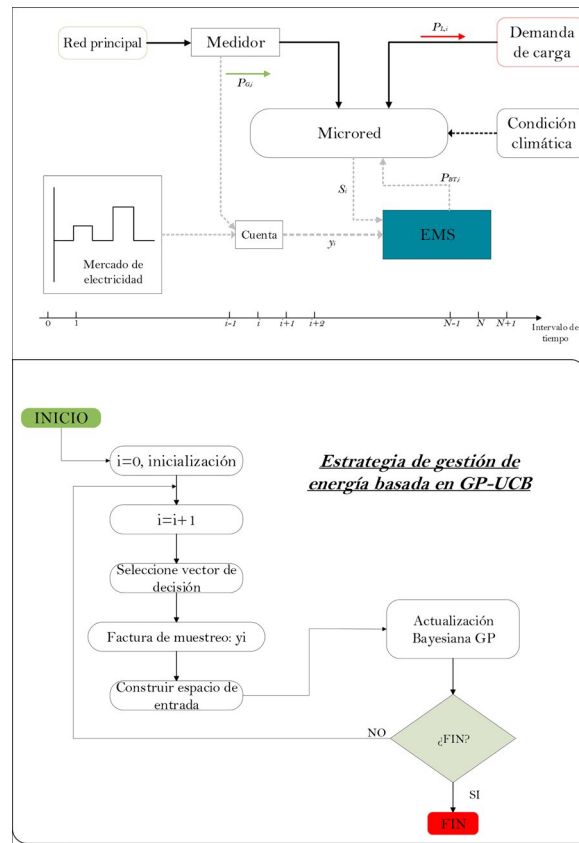 Red principal
Medidor
P_{L,i}
Demanda
de carga
P_{G,i}
Microred
Condición
climática
S_i
P_{BT,i}
Mercado de
electricidad
Cuenta
y_i
EMS
0
1
i-1
i
i+1
i+2
N-1
N
N+1
Intervalo de
tiempo
INICIO
i=0, inicialización
Estrategia de gestión de
energía basada en GP-UCB
i=i+1
Seleccione vector de
decisión
Factura de muestreo: yi
Actualización
Bayesiana GP
Construir espacio de
entrada
NO
¿FIN?
SI
FIN